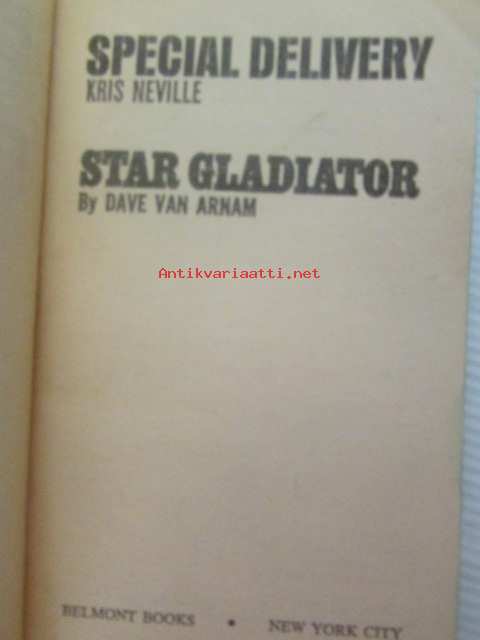 SPECIAL DELIVERY
KRIS NEVILLE
STAR GLADIATOR
By DAVE VAN ARNAM
Antikvariaatti.net
BELMONT BOOKS • NEW YORK CITY